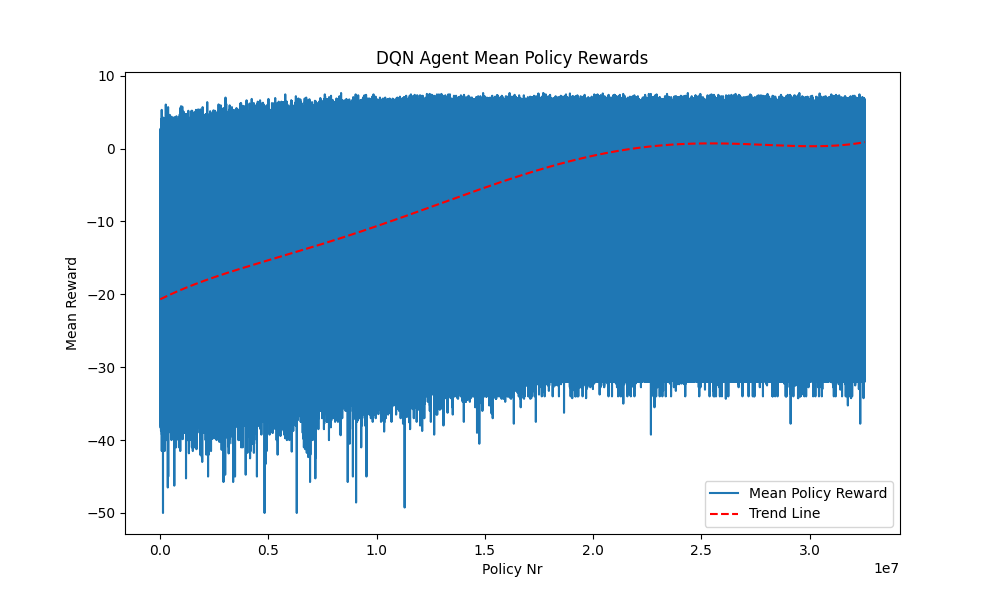 DQN Agent Mean Policy Rewards
Mean Reward
10
0
−10
−20
−30
−40
−50
Mean Policy Reward
Trend Line
0.0 0.5 1.0 1.5 2.0 2.5 3.0
1e7
Policy Nr